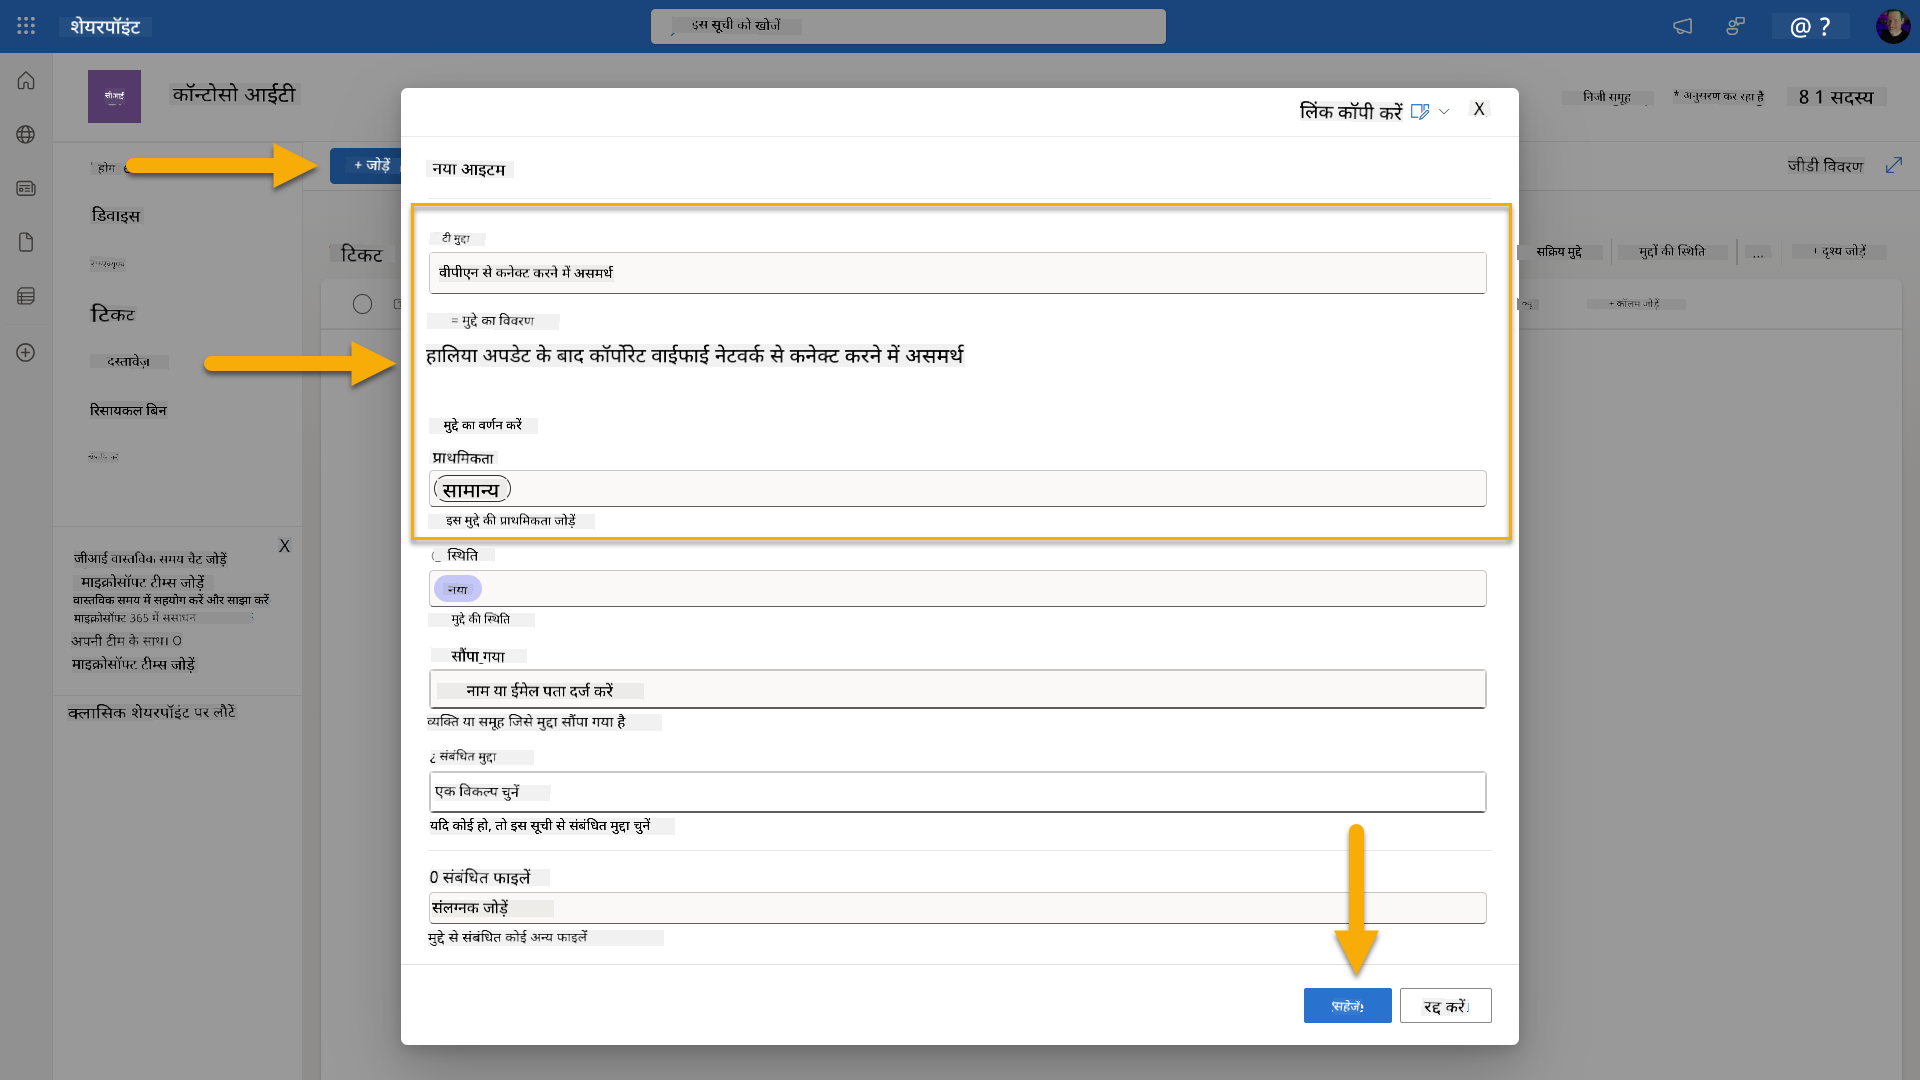 शेयरपॉइंट
इस सूची को खोजें
@ ?
सीआई
कॉन्टोसो आईटी
निजी समूह
* अनुसरण कर रहा है
8 1 सदस्य
लिंक कॉपी करें
X
होम
+ जोड़ें
जीडी विवरण
नया आइटम
डिवाइस
टिकट
टिकट
दस्तावेज़
रिसायकल बिन
सक्रिय मुद्दे
मुद्दों की स्थिति
...
+ दृश्य जोड़ें
+ कॉलम जोड़ें
टी मुद्दा
वीपीएन से कनेक्ट करने में असमर्थ
= मुद्दे का विवरण
हालिया अपडेट के बाद कॉर्पोरेट वाईफाई नेटवर्क से कनेक्ट करने में असमर्थ
मुद्दे का वर्णन करें
प्राथमिकता
सामान्य
इस मुद्दे की प्राथमिकता जोड़ें
स्थिति
नया
मुद्दे की स्थिति
सौंपा गया
नाम या ईमेल पता दर्ज करें
व्यक्ति या समूह जिसे मुद्दा सौंपा गया है
संबंधित मुद्दा
एक विकल्प चुनें
यदि कोई हो, तो इस सूची से संबंधित मुद्दा चुनें
0 संबंधित फाइलें
संलग्नक जोड़ें
मुद्दे से संबंधित कोई अन्य फाइलें
सहेजें
रद्द करें
X
जीआई वास्तविक समय चैट जोड़ें
माइक्रोसॉफ्ट टीम्स जोड़ें
वास्तविक समय में सहयोग करें और साझा करें
माइक्रोसॉफ्ट 365 में संसाधन
अपनी टीम के साथ। O
माइक्रोसॉफ्ट टीम्स जोड़ें
क्लासिक शेयरपॉइंट पर लौटें